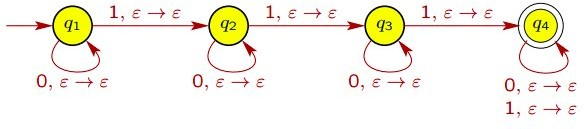 1, ε → ε 1, ε → ε 1, ε → ε
q1 q2 q3 q4
0, ε → ε 0, ε → ε 0, ε → ε 0, ε → ε
1, ε → ε